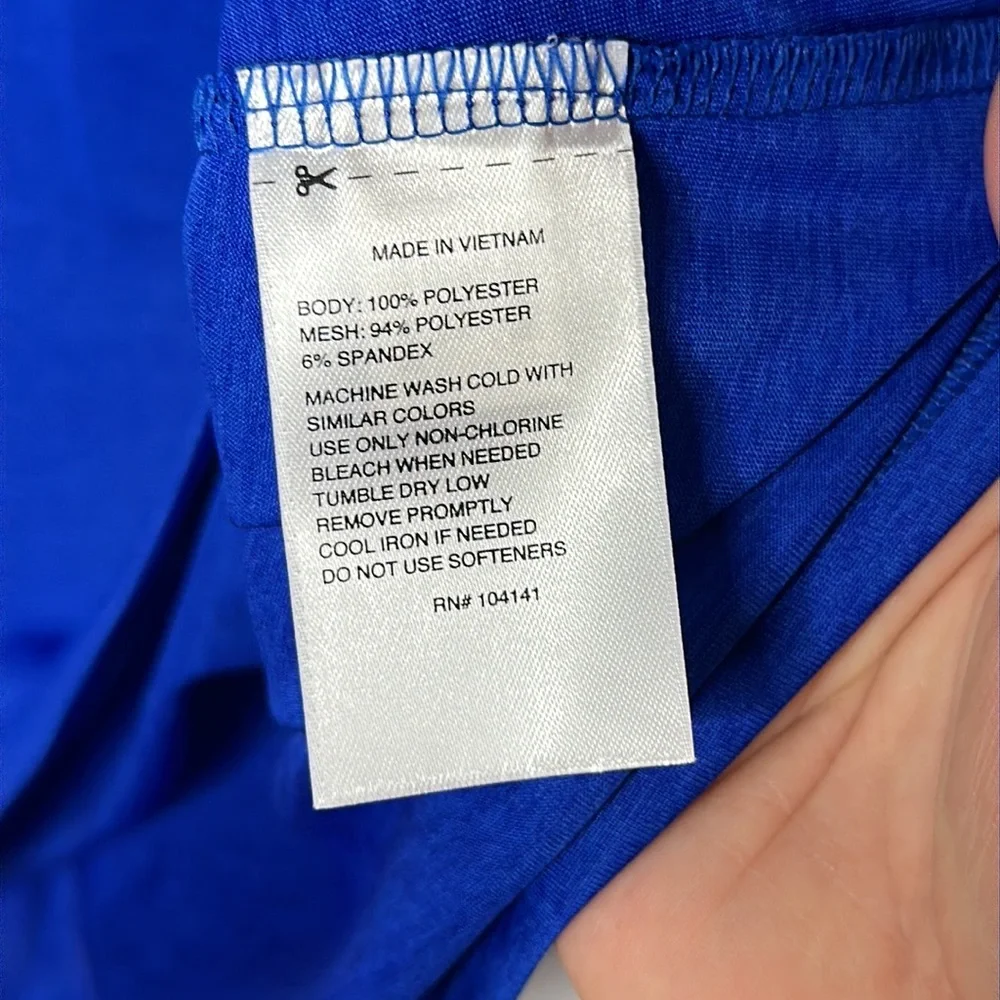 MADE IN VIETNAM
BODY: 100% POLYESTER
MESH: 94% POLYESTER
6% SPANDEX
MACHINE WASH COLD WITH
SIMILAR COLORS
USE ONLY NON-CHLORINE
BLEACH WHEN NEEDED
TUMBLE DRY LOW
REMOVE PROMPTLY
COOL IRON IF NEEDED
DO NOT USE SOFTENERS
RN# 104141